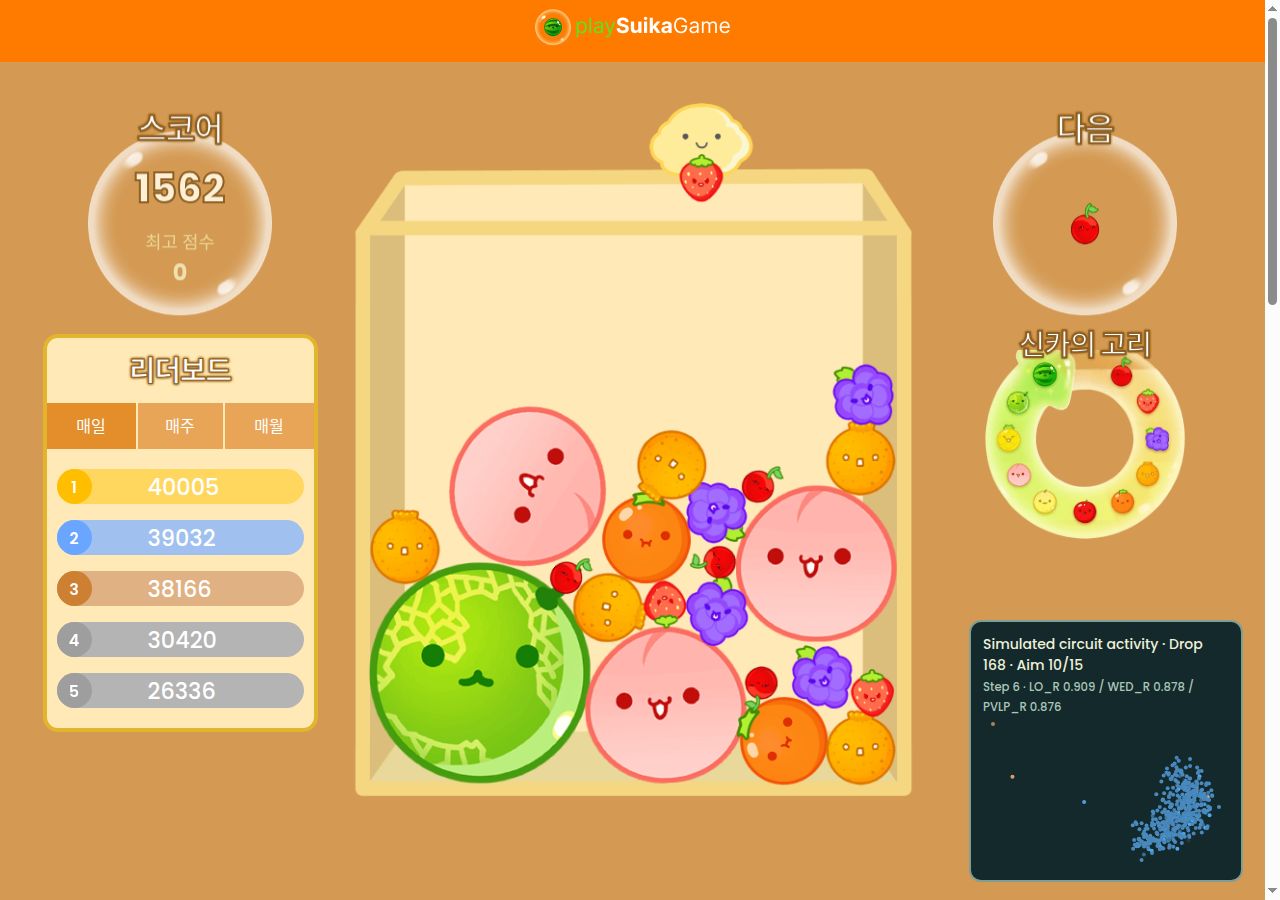 playSuikaGame
스코어
1562
최고 점수
0
다음
리더보드
매일 매주 매월
1 40005
2 39032
3 38166
4 30420
5 26336
신카의 고리
Simulated circuit activity · Drop
168 · Aim 10/15
Step 6 · LO_R 0.909 / WED_R 0.878 /
PVLP_R 0.876